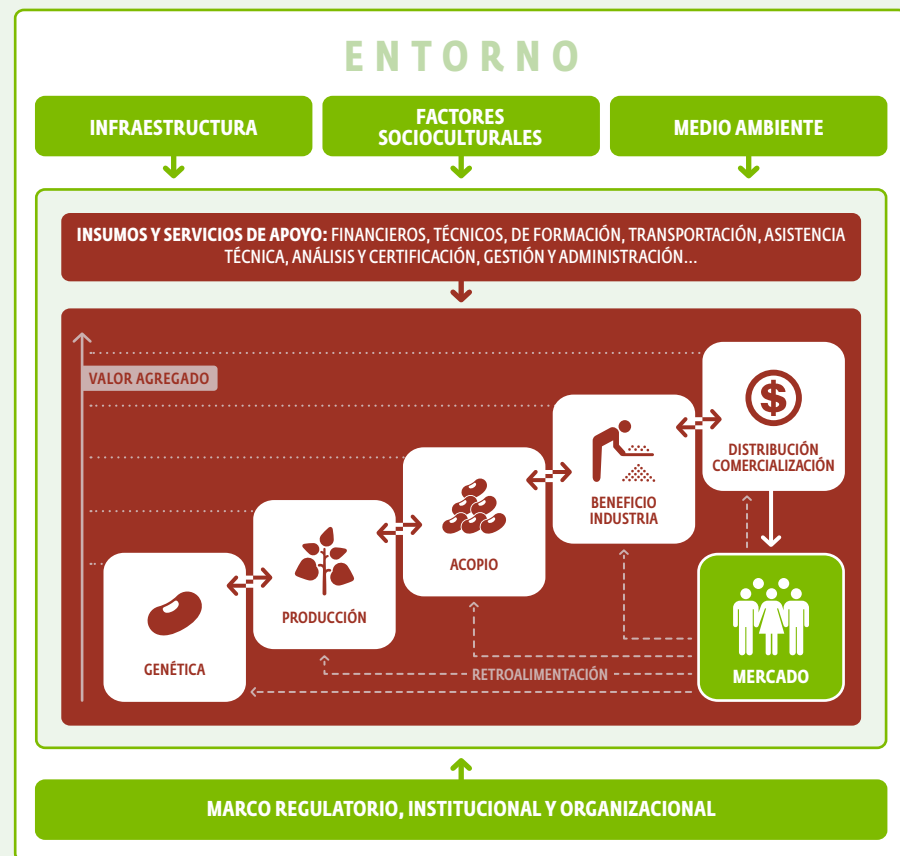 ENTORNO
INFRAESTRUCTURA
FACTORES
SOCIOCULTURALES
MEDIO AMBIENTE
INSUMOS Y SERVICIOS DE APOYO: FINANCIEROS, TÉCNICOS, DE FORMACIÓN, TRANSPORTACIÓN, ASISTENCIA
TÉCNICA, ANÁLISIS Y CERTIFICACIÓN, GESTIÓN Y ADMINISTRACIÓN...
VALOR AGREGADO
$
DISTRIBUCIÓN
COMERCIALIZACIÓN
BENEFICIO
INDUSTRIA
ACOPIO
PRODUCCIÓN
GENÉTICA
RETROALIMENTACIÓN
MERCADO
MARCO REGULATORIO, INSTITUCIONAL Y ORGANIZACIONAL